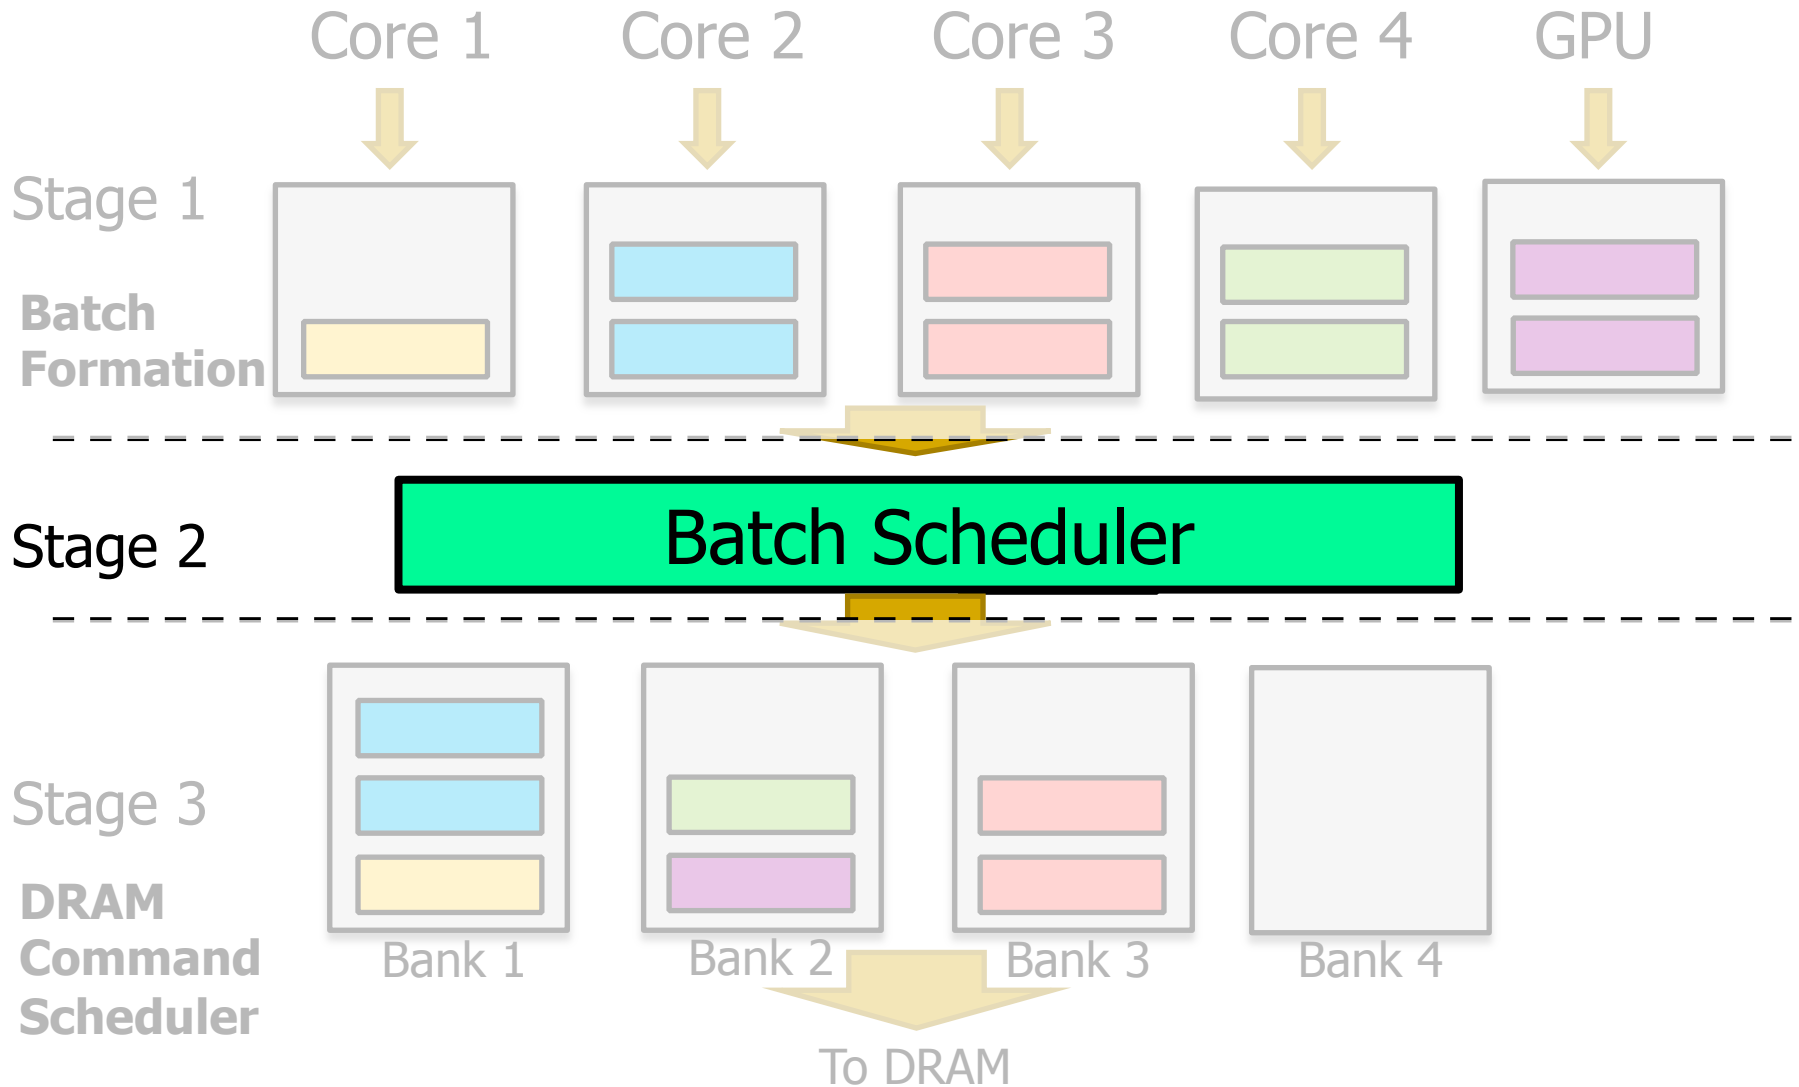 Core 1
Core 2
Core 3
Core 4
GPU
Stage 1
Batch
Formation
Stage 2
Batch Scheduler
Stage 3
DRAM
Command
Scheduler
Bank 1
Bank 2
Bank 3
Bank 4
To DRAM